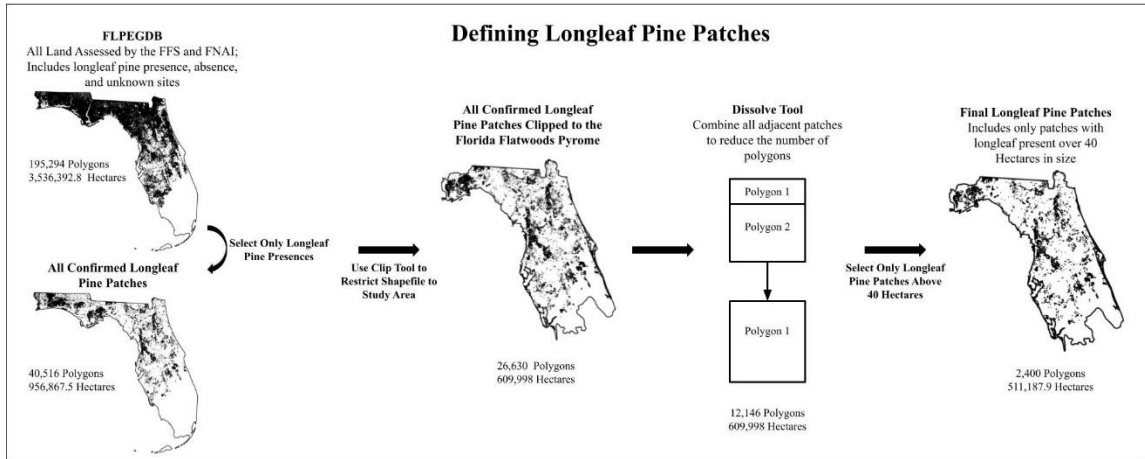 Defining Longleaf Pine Patches
FLPEGDB
All Land Assessed by the FFS and FNAI;
Includes longleaf pine presence, absence,
and unknown sites
195,294 Polygons
3,536,392.8 Hectares
Select Only Longleaf
Pine Presences
All Confirmed Longleaf
Pine Patches
40,516 Polygons
956,867.5 Hectares
Use Clip Tool to
Restrict Shapefile to
Study Area
All Confirmed Longleaf
Pine Patches Clipped to the
Florida Flatwoods Pyrome
26,630 Polygons
609,998 Hectares
Dissolve Tool
Combine all adjacent patches
to reduce the number of
polygons
Polygon 1
Polygon 2
Polygon 1
12,146 Polygons
609,998 Hectares
Select Only Longleaf
Pine Patches Above
40 Hectares
Final Longleaf Pine Patches
Includes only patches with
longleaf present over 40
Hectares in size
2,400 Polygons
511,187.9 Hectares